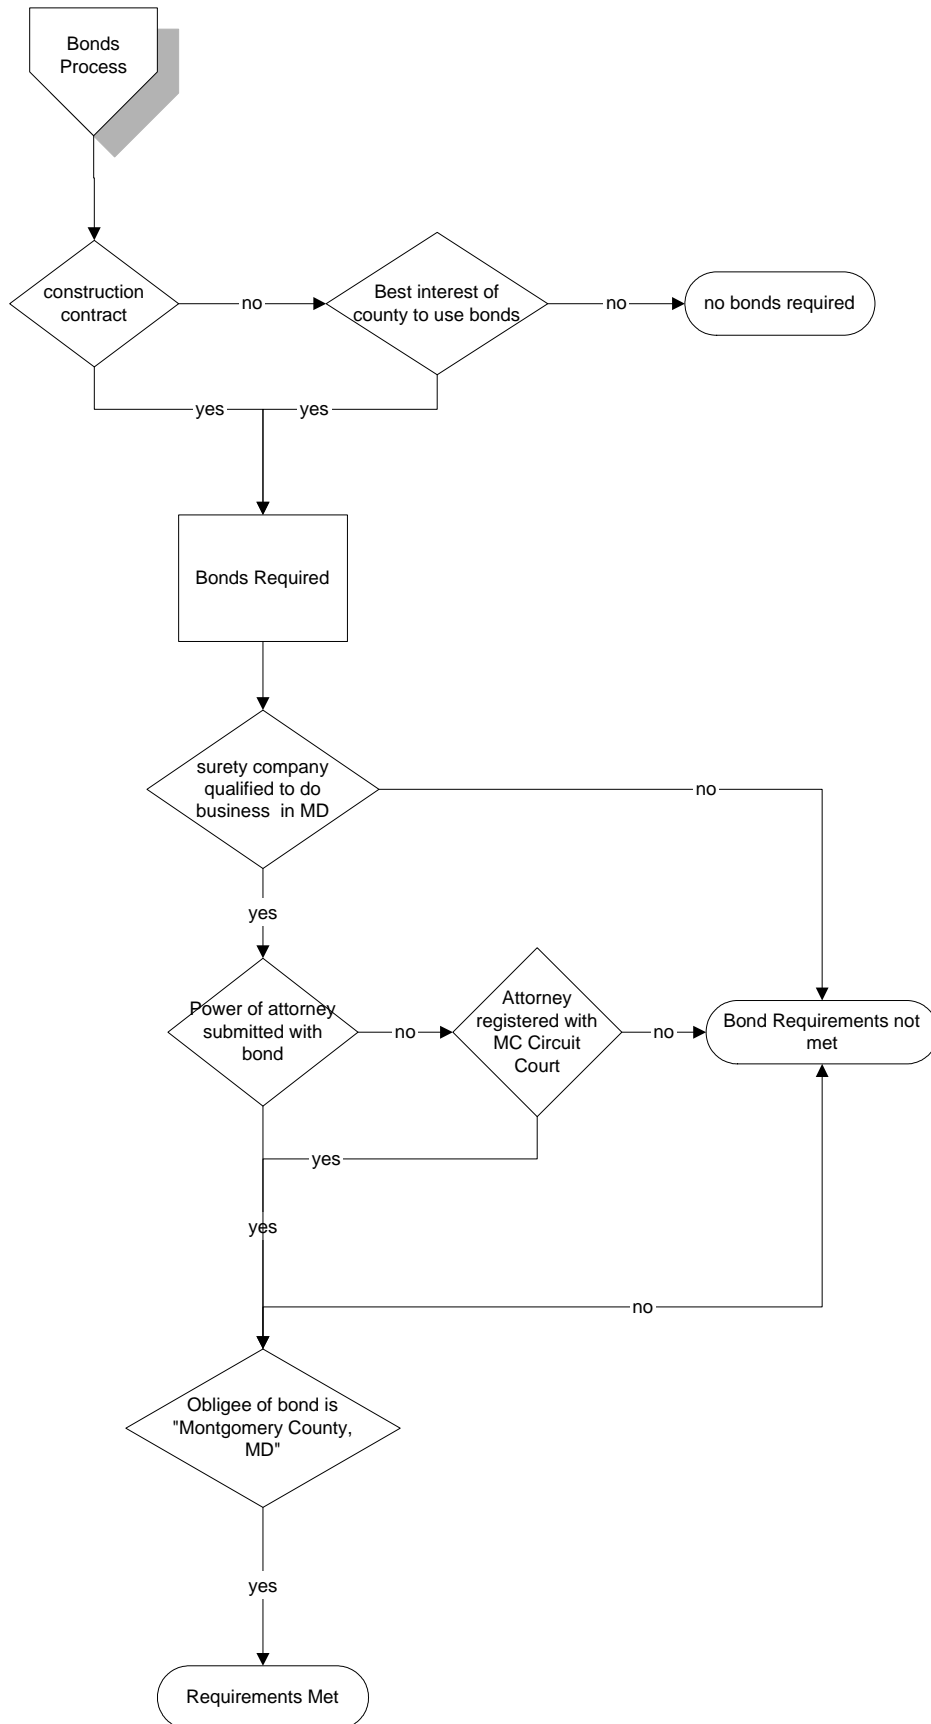 Bonds
Process
construction
contract
no
Best interest of
county to use bonds
no
no bonds required
yes
yes
Bonds Required
surety company
qualified to do
business  in MD
no
yes
Power of attorney
submitted with
bond
no
Attorney
registered with
MC Circuit
Court
no
Bond Requirements not
met
yes
yes
no
Obligee of bond is
"Montgomery County,
MD"
yes
Requirements Met